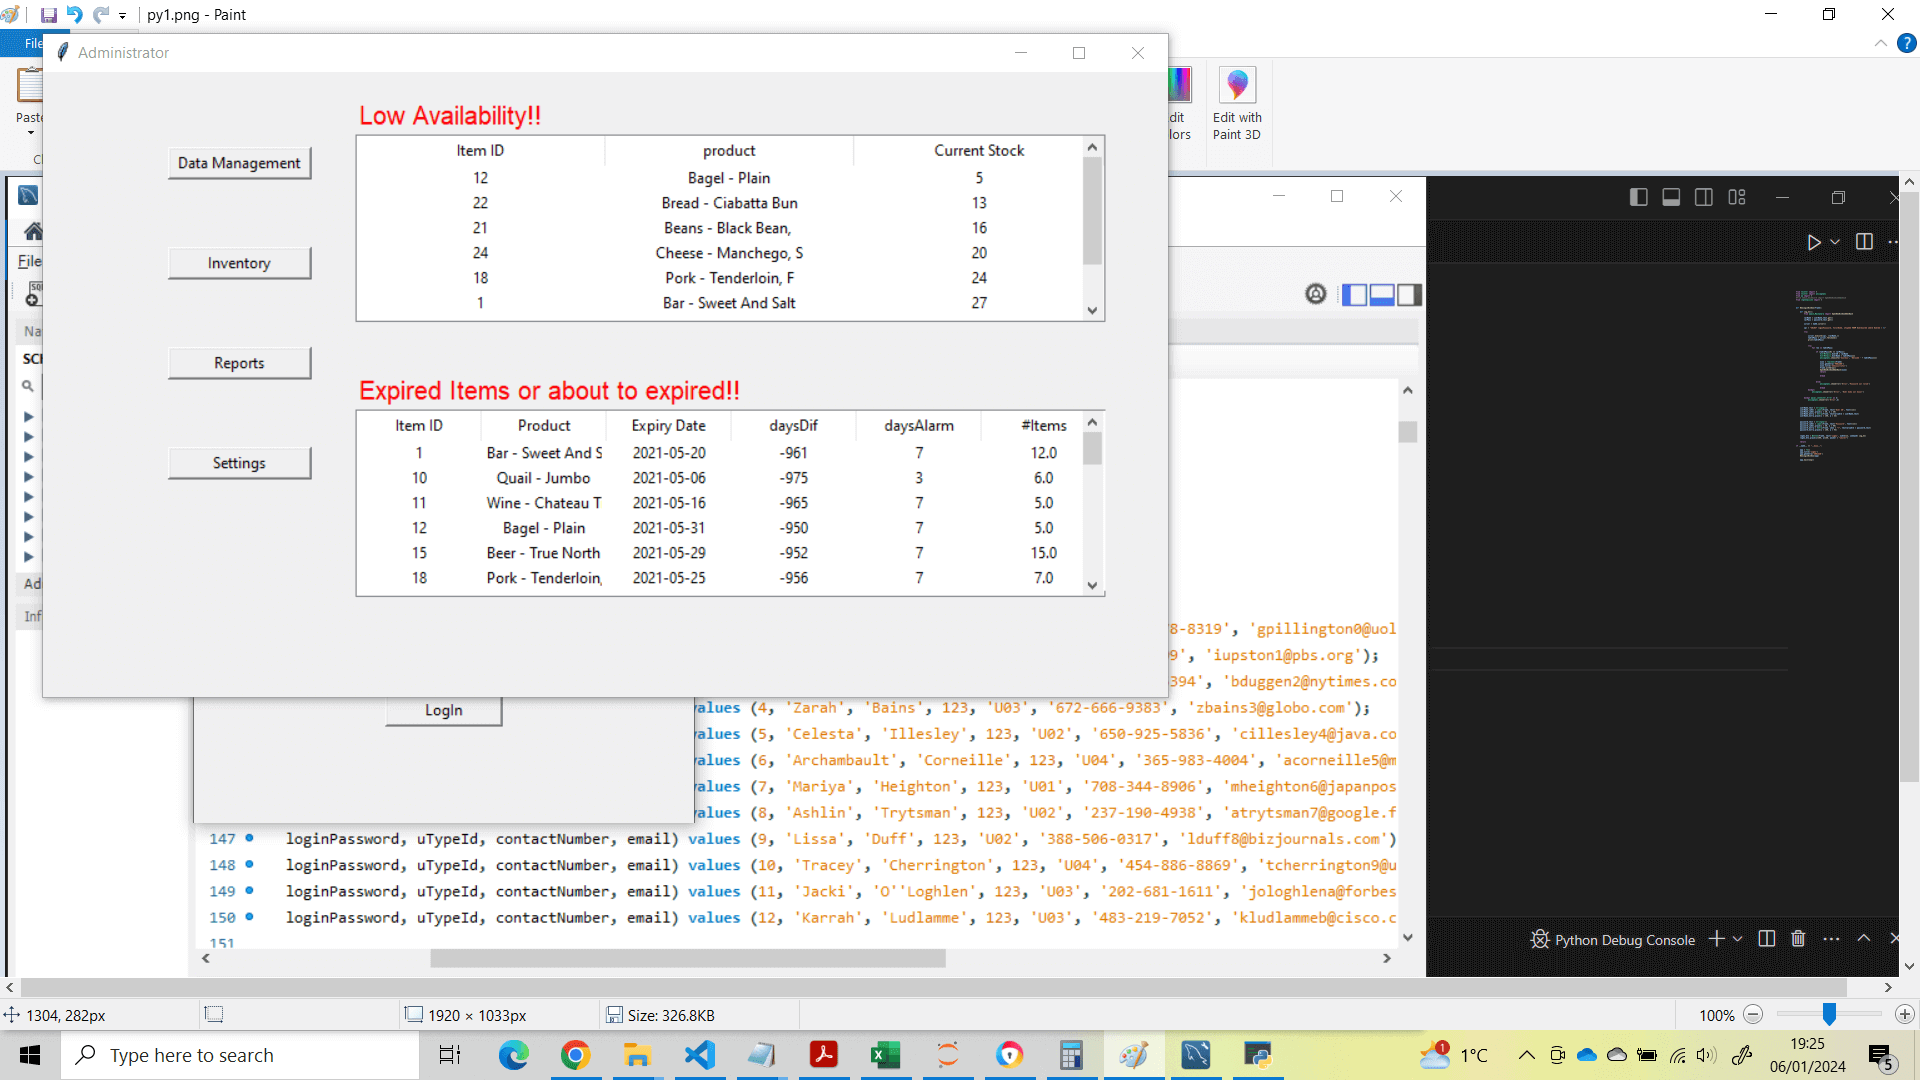 py1.png - Paint
File
Administrator
Paste
Edit with
Paint 3D
Low Availability!!
Item ID product Current Stock
12 Bagel - Plain 5
22 Bread - Ciabatta Bun 13
21 Beans - Black Bean, 16
24 Cheese - Manchego, S 20
18 Pork - Tenderloin, F 24
1 Bar - Sweet And Salt 27
Data Management
Inventory
Reports
Settings
Expired Items or about to expired!!
Item ID Product Expiry Date daysDif daysAlarm #Items
1 Bar - Sweet And S 2021-05-20 -961 7 12.0
10 Quail - Jumbo 2021-05-06 -975 3 6.0
11 Wine - Chateau T 2021-05-16 -965 7 5.0
12 Bagel - Plain 2021-05-31 -950 7 5.0
15 Beer - True North 2021-05-29 -952 7 15.0
18 Pork - Tenderloin, 2021-05-25 -956 7 7.0
File
LogIn
8-8319', 'gpillington0@uol
9', 'iupston1@pbs.org');
394', 'bduggen2@nytimes.co
values (4, 'Zarah', 'Bains', 123, 'U03', '672-666-9383', 'zbains3@globo.com');
values (5, 'Celesta', 'Illesley', 123, 'U02', '650-925-5836', 'cillesley4@java.co
values (6, 'Archambault', 'Corneille', 123, 'U04', '365-983-4004', 'acorneille5@m
values (7, 'Mariya', 'Heighton', 123, 'U01', '708-344-8906', 'mheighton6@japanpos
values (8, 'Ashlin', 'Trytsman', 123, 'U02', '237-190-4938', 'atrytsman7@google.f
147 loginPassword, uTypeId, contactNumber, email) values (9, 'Lissa', 'Duff', 123, 'U02', '388-506-0317', 'lduff8@bizjournals.com')
148 loginPassword, uTypeId, contactNumber, email) values (10, 'Tracey', 'Cherrington', 123, 'U04', '454-886-8869', 'tcherrington9@u
149 loginPassword, uTypeId, contactNumber, email) values (11, 'Jacki', 'O''Loghlen', 123, 'U03', '202-681-1611', 'jologhlena@forbes
150 loginPassword, uTypeId, contactNumber, email) values (12, 'Karrah', 'Ludlamme', 123, 'U03', '483-219-7052', 'kludlammeb@cisco.c
151
Python Debug Console
1304, 282px
1920 × 1033px
Size: 326.8KB
100%
Type here to search
1
1°C
19:25
06/01/2024
5